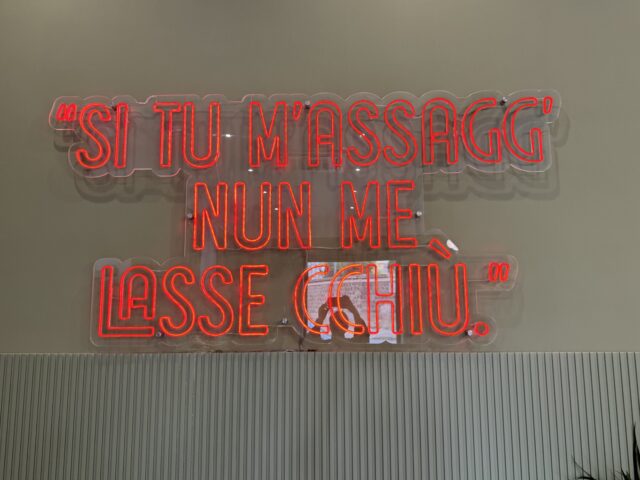 "SI TU M'ASSAGG'
NUN ME
LASSE CCHIÙ."